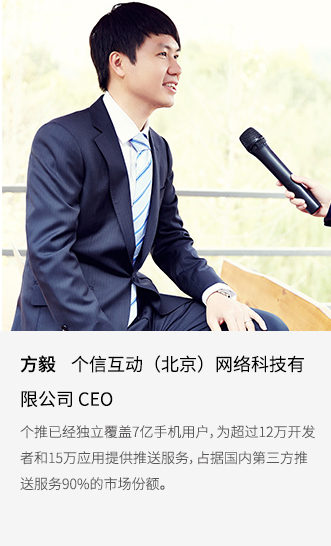 方毅 个信互动（北京）网络科技有
限公司 CEO
个推已经独立覆盖7亿手机用户，为超过12万开发
者和15万应用提供推送服务，占据国内第三方推
送服务90%的市场份额。